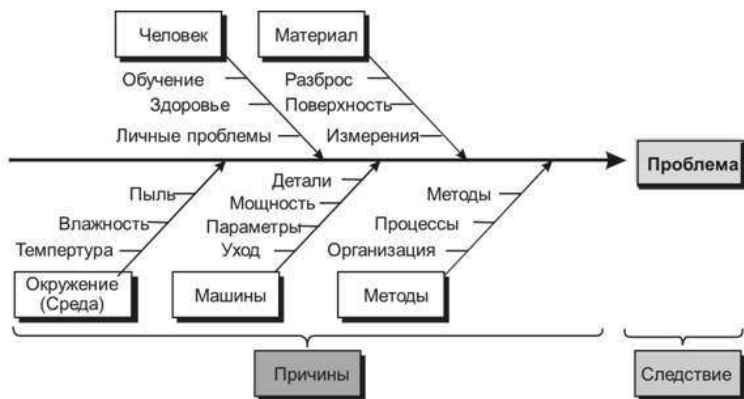 Человек
Материал
Обучение
Здоровье
Личные проблемы
Разброс
Поверхность
Измерения
Проблема
Пыль
Влажность
Темпертура
Детали
Мощность
Параметры
Уход
Методы
Процессы
Организация
Окружение
(Среда)
Машины
Методы
Причины
Следствие